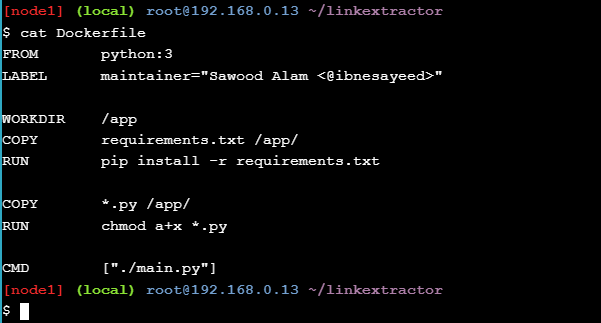 [node1] (local) root@192.168.0.13 ~/linkextractor
$ cat Dockerfile
FROM python:3
LABEL maintainer="Sawood Alam <@ibnesayeed>"
WORKDIR /app
COPY requirements.txt /app/
RUN pip install -r requirements.txt
COPY *.py /app/
RUN chmod a+x *.py
CMD ["./main.py"]
[node1] (local) root@192.168.0.13 ~/linkextractor
$